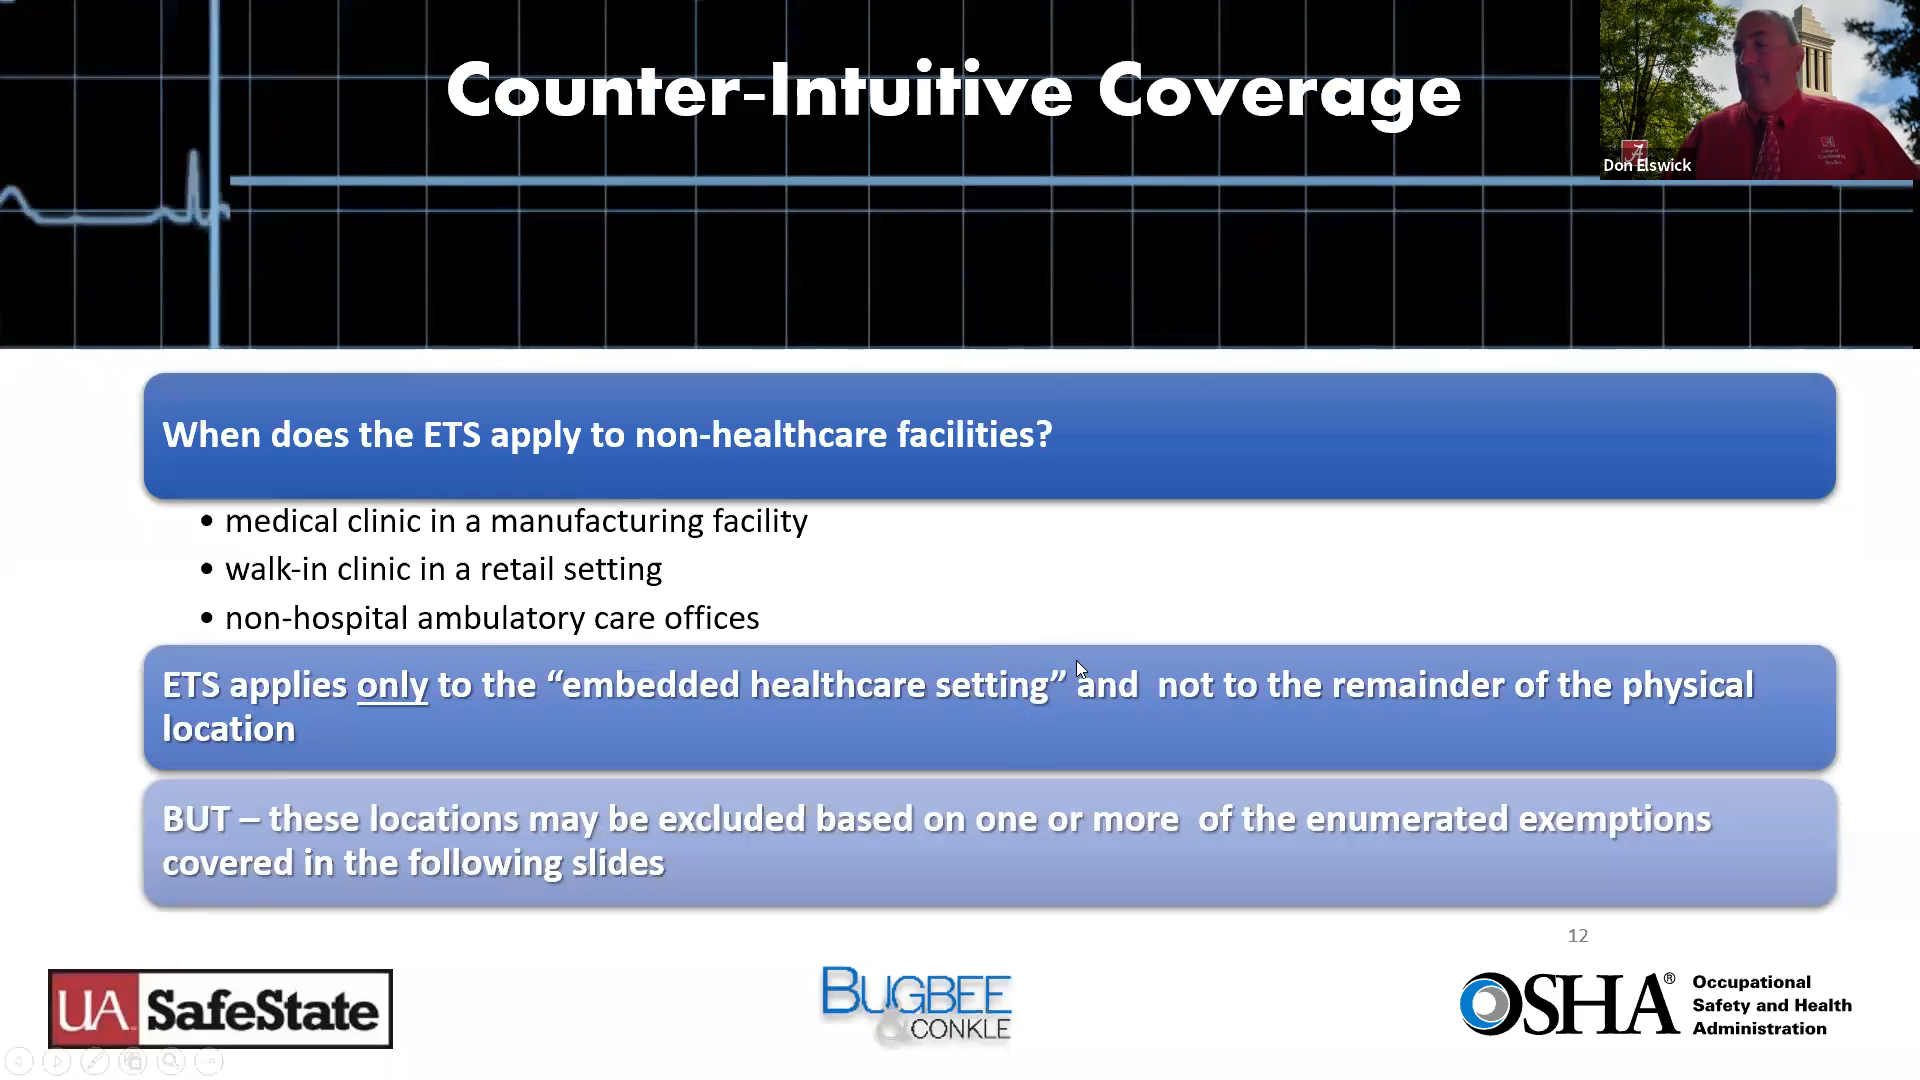 Counter-Intuitive Coverage
Don Elswick
When does the ETS apply to non-healthcare facilities?
• medical clinic in a manufacturing facility
• walk-in clinic in a retail setting
• non-hospital ambulatory care offices
ETS applies only to the “embedded healthcare setting” and  not to the remainder of the physical
location
BUT – these locations may be excluded based on one or more  of the enumerated exemptions
covered in the following slides
12
UA SafeState
BUGBEE
& CONKLE
OSHA®
Occupational
Safety and Health
Administration